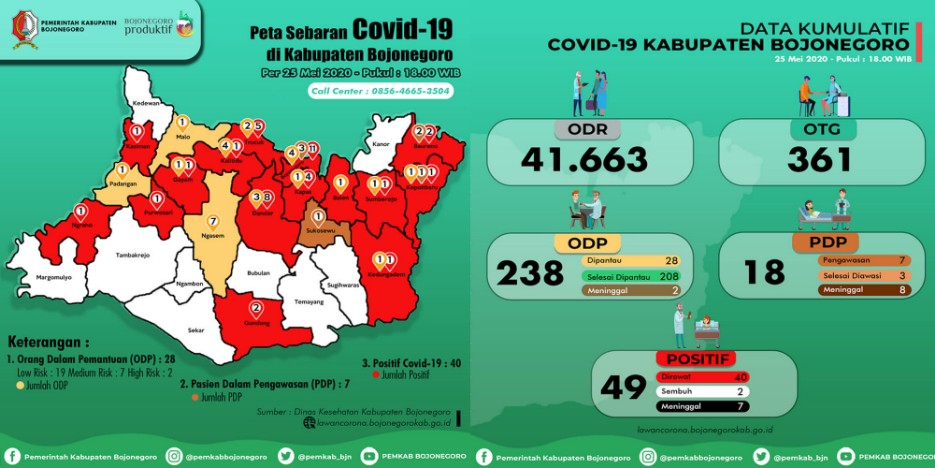 PEMERINTAH KABUPATEN
BOJONEGORO
BOJONEGORO
produktif
Peta Sebaran Covid-19
di Kabupaten Bojonegoro
Per 25 Mei 2020 - Pukul : 18.00 WIB
Call Center : 0856-4665-3504
Kedewan
1
Kasiman
1
Malo
2 5
Trucuk
4 1
Kalitidu
4 3 11
Kanor
2 2
Baureno
1
Padangan
1 1
Gayam
1 4
Kapas
1
Balen
1 1
Sumberejo
1 1 1
Kepohbaru
1
Ngraho
1
Purwosari
7
Ngasem
3 8
Dander
1
Sukosewu
1 1
Kedungadem
Margomulyo
Tambakrejo
Ngambon
Bubulan
Sugihwaras
Temayang
2
Gondang
Sekar
Keterangan :
1. Orang Dalam Pemantuan (ODP) : 28
Low Risk : 19 Medium Risk : 7 High Risk : 2
Jumlah ODP
2. Pasien Dalam Pengawasan (PDP) : 7
Jumlah PDP
3. Positif Covid-19 : 40
Jumlah Positif
Sumber : Dinas Kesehatan Kabupaten Bojonegoro
lawancorona.bojonegorokab.go.id
Pemerintah Kabupaten Bojonegoro @pemkabbojonegoro @pemkab_bjn PEMKAB BOJONEGORO
DATA KUMULATIF
COVID-19 KABUPATEN BOJONEGORO
25 Mei 2020 - Pukul : 18.00 WIB
ODR
41.663
OTG
361
ODP
238
Dipantau 28
Selesai Dipantau 208
Meninggal 2
PDP
18
Pengawasan 7
Selesai Diawasi 3
Meninggal 8
POSITIF
49
Dirawat 40
Sembuh 2
Meninggal 7
lawancorona.bojonegorokab.go.id
Pemerintah Kabupaten Bojonegoro @pemkabbojonegoro @pemkab_bjn PEMKAB BOJONEGORO